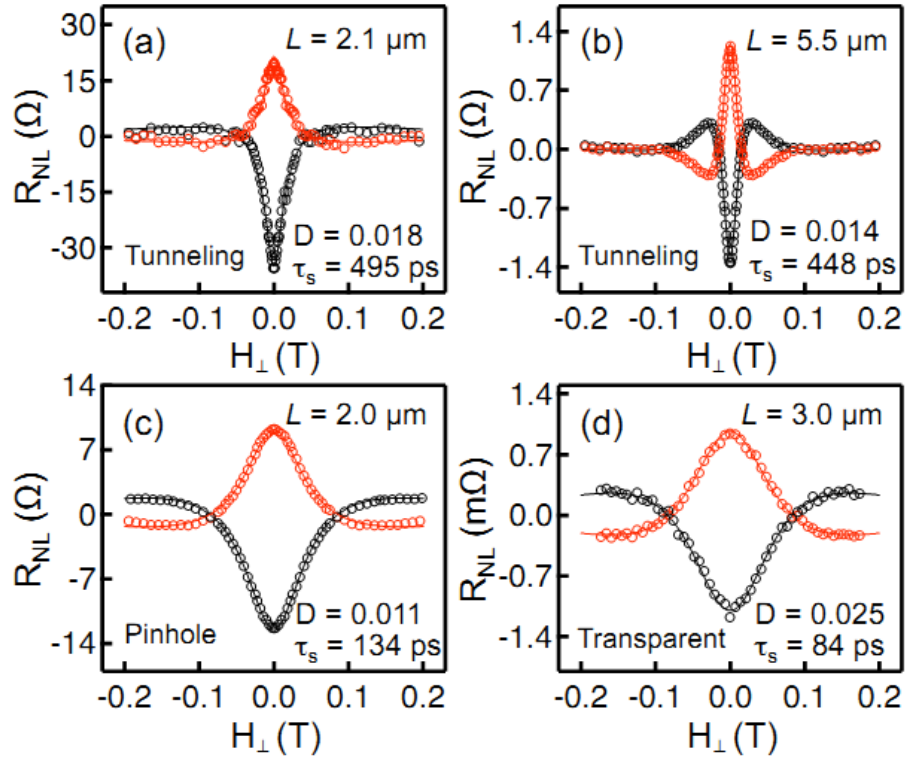 (a) L = 2.1 μm
30
15
0
-15
-30
R_NL (Ω)
D = 0.018
Tunneling τ_s = 495 ps
-0.2 -0.1 0.0 0.1 0.2
H_⊥ (T)
(b) L = 5.5 μm
1.4
0.7
0.0
-0.7
-1.4
R_NL (Ω)
D = 0.014
Tunneling τ_s = 448 ps
-0.2 -0.1 0.0 0.1 0.2
H_⊥ (T)
(c) L = 2.0 μm
14
7
0
-7
-14
R_NL (Ω)
D = 0.011
Pinhole τ_s = 134 ps
-0.2 -0.1 0.0 0.1 0.2
H_⊥ (T)
(d) L = 3.0 μm
1.4
0.7
0.0
-0.7
-1.4
R_NL (mΩ)
D = 0.025
Transparent τ_s = 84 ps
-0.2 -0.1 0.0 0.1 0.2
H_⊥ (T)